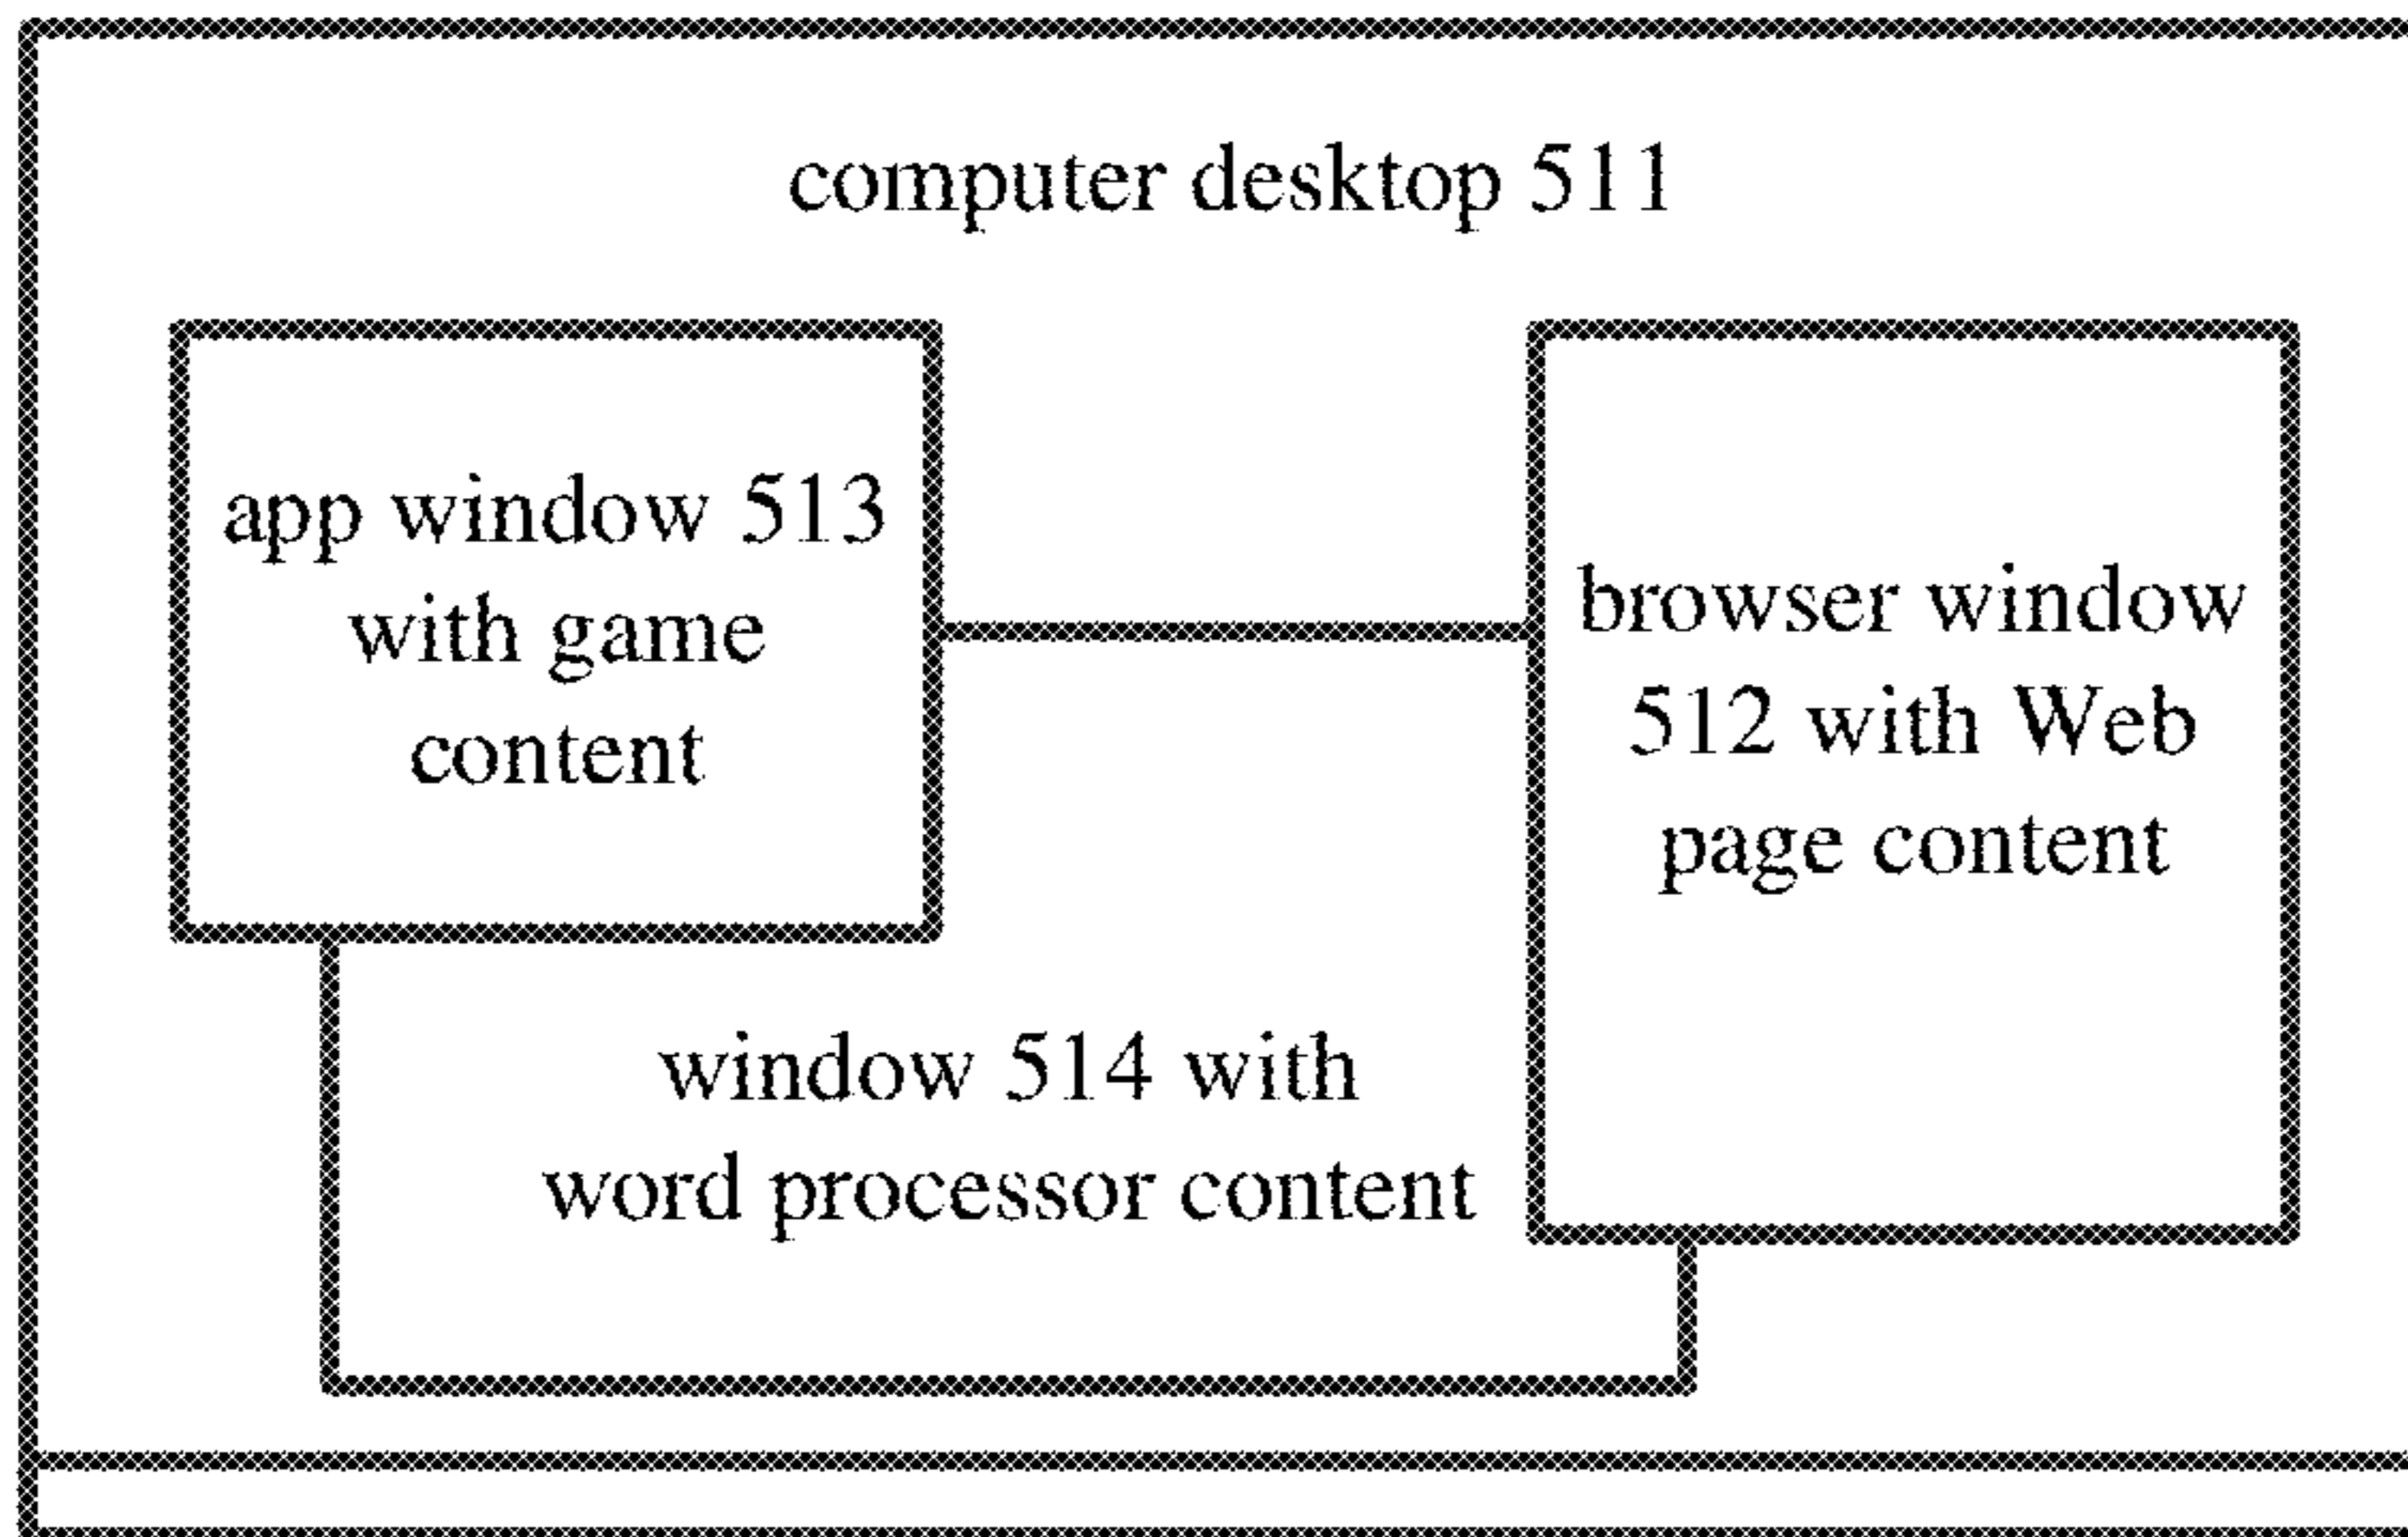 computer desktop 511
app window 513
with game
content
browser window
512 with Web
page content
window 514 with
word processor content